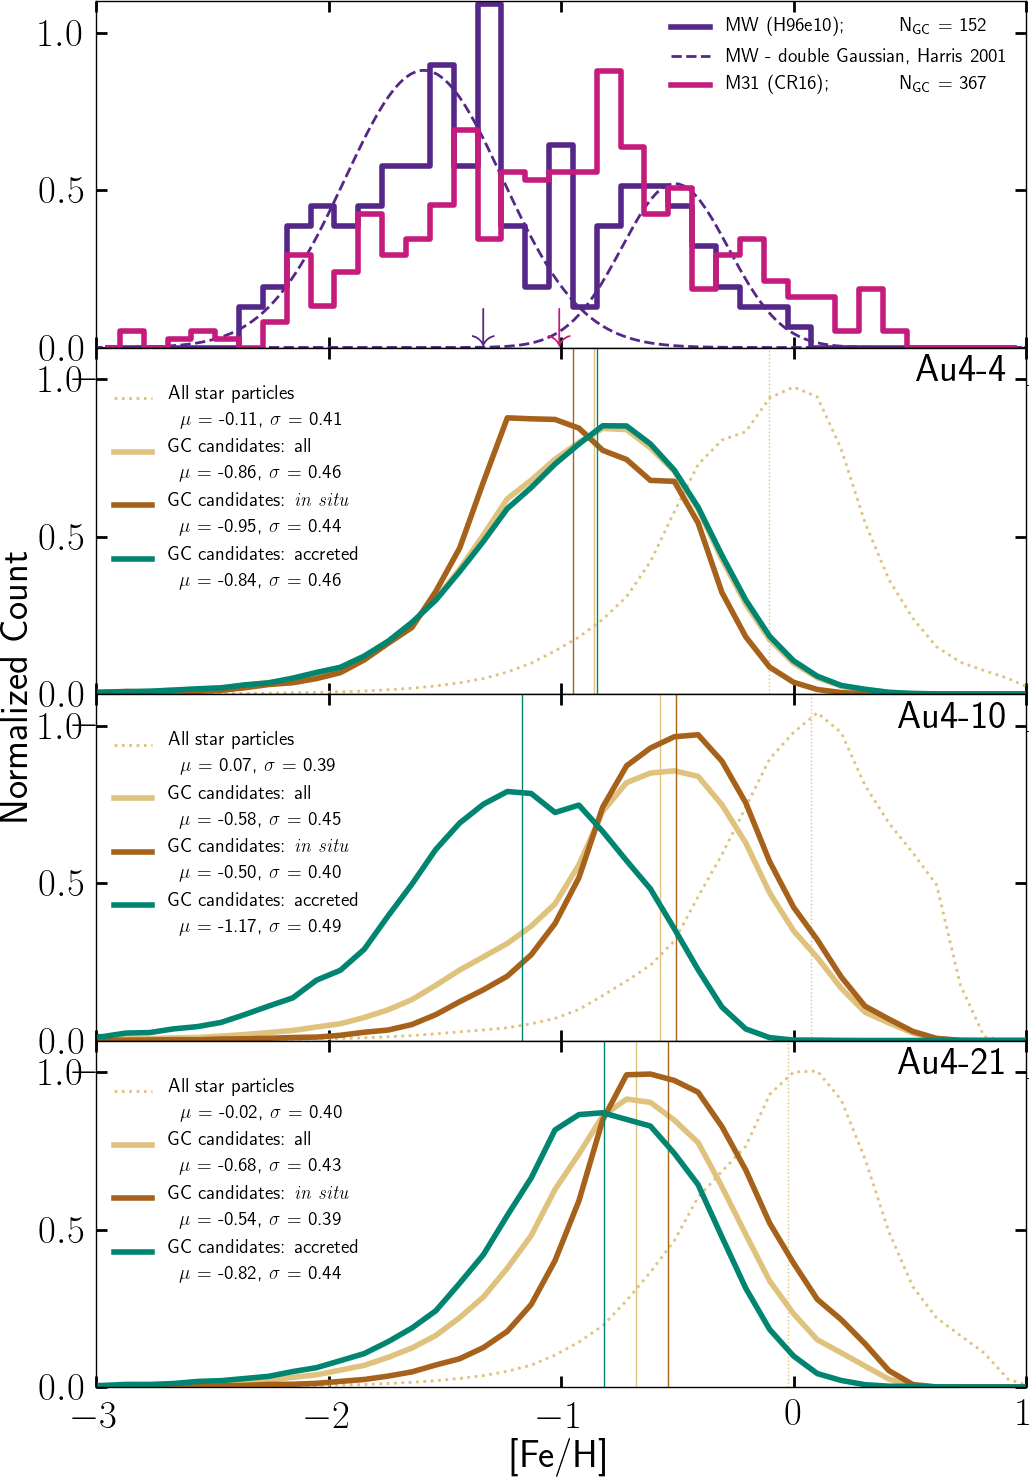 1.0
0.5
0.0
MW (H96e10); N_GC = 152
MW - double Gaussian, Harris 2001
M31 (CR16); N_GC = 367
Au4-4
1.0
0.5
0.0
All star particles
μ = -0.11, σ = 0.41
GC candidates: all
μ = -0.86, σ = 0.46
GC candidates: in situ
μ = -0.95, σ = 0.44
GC candidates: accreted
μ = -0.84, σ = 0.46
Normalized Count
Au4-10
1.0
0.5
0.0
All star particles
μ = 0.07, σ = 0.39
GC candidates: all
μ = -0.58, σ = 0.45
GC candidates: in situ
μ = -0.50, σ = 0.40
GC candidates: accreted
μ = -1.17, σ = 0.49
Au4-21
1.0
0.5
0.0
All star particles
μ = -0.02, σ = 0.40
GC candidates: all
μ = -0.68, σ = 0.43
GC candidates: in situ
μ = -0.54, σ = 0.39
GC candidates: accreted
μ = -0.82, σ = 0.44
−3 −2 −1 0 1
[Fe/H]